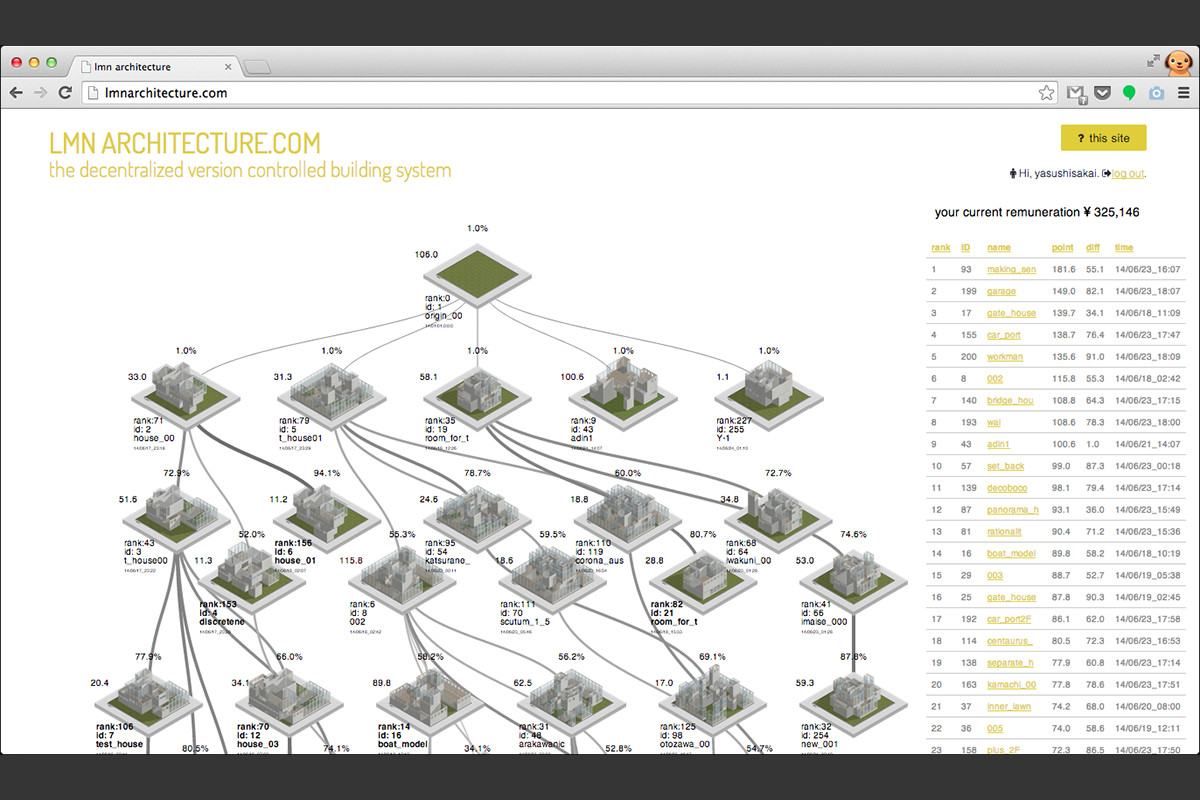 lmn architecture
lmnarchitecture.com
LMN ARCHITECTURE.COM
the decentralized version controlled building system
? this site
Hi, yasushisakai. log out.
your current remuneration ¥ 325,146
rank ID name point diff time
1 93 making_sen 181.6 55.1 14/06/23_16:07
2 199 garage 149.0 82.1 14/06/23_18:07
3 17 gate_house 139.7 34.1 14/06/18_11:09
4 155 car_port 138.7 76.4 14/06/23_17:47
5 200 workman 135.6 91.0 14/06/23_18:09
6 8 002 115.8 55.3 14/06/18_02:42
7 140 bridge_hou 108.8 64.3 14/06/23_17:15
8 193 wal 108.6 78.3 14/06/23_18:00
9 43 adin1 100.6 1.0 14/06/21_14:07
10 57 set_back 99.0 87.3 14/06/23_00:18
11 139 decoboco 98.1 79.4 14/06/23_17:14
12 87 panorama_h 93.1 36.0 14/06/23_15:49
13 81 rationalit 90.4 71.2 14/06/23_15:36
14 16 boat_model 89.8 58.2 14/06/18_10:19
15 29 003 88.7 52.7 14/06/19_05:38
16 25 gate_house 87.8 90.3 14/06/19_02:45
17 192 car_port2F 86.1 62.0 14/06/23_17:58
18 114 centaurus_ 80.5 72.3 14/06/23_16:53
19 138 separate_h 77.9 60.8 14/06/23_17:14
20 163 kamachi_00 77.8 78.6 14/06/23_17:51
21 37 inner_lawn 74.2 68.0 14/06/20_08:00
22 36 005 74.0 58.6 14/06/19_12:11
23 158 plus_2F 72.3 86.5 14/06/23_17:50
1.0%
106.0
rank:0
id: 1
origin_00
1.0%
33.0
rank:71
id: 2
house_00
1.0%
31.3
rank:79
id: 5
t_house01
1.0%
58.1
rank:35
id: 19
room_for_t
1.0%
100.6
rank:9
id: 43
adin1
1.0%
1.1
rank:227
id: 255
Y-1
72.9%
51.6
rank:43
id: 3
t_house00
94.1%
11.2
rank:156
id: 6
house_01
78.7%
24.6
rank:95
id: 54
katsurano_
60.0%
18.8
rank:110
id: 119
corona_aus
72.7%
34.8
rank:68
id: 64
iwakuni_00
52.0%
11.3
rank:153
id: 4
discretene
55.3%
115.8
rank:6
id: 8
002
59.5%
18.6
rank:111
id: 70
scutum_1_5
80.7%
28.8
rank:82
id: 21
room_for_t
74.6%
53.0
rank:41
id: 66
imaise_000
77.9%
20.4
rank:106
id: 7
test_house
66.0%
34.1
rank:70
id: 12
house_03
58.2%
89.8
rank:14
id: 16
boat_model
56.2%
62.5
rank:31
id: 48
arakawanic
69.1%
17.0
rank:125
id: 98
otozawa_00
87.8%
59.3
rank:32
id: 254
new_001
80.5%
74.1%
34.1%
52.8%
54.7%